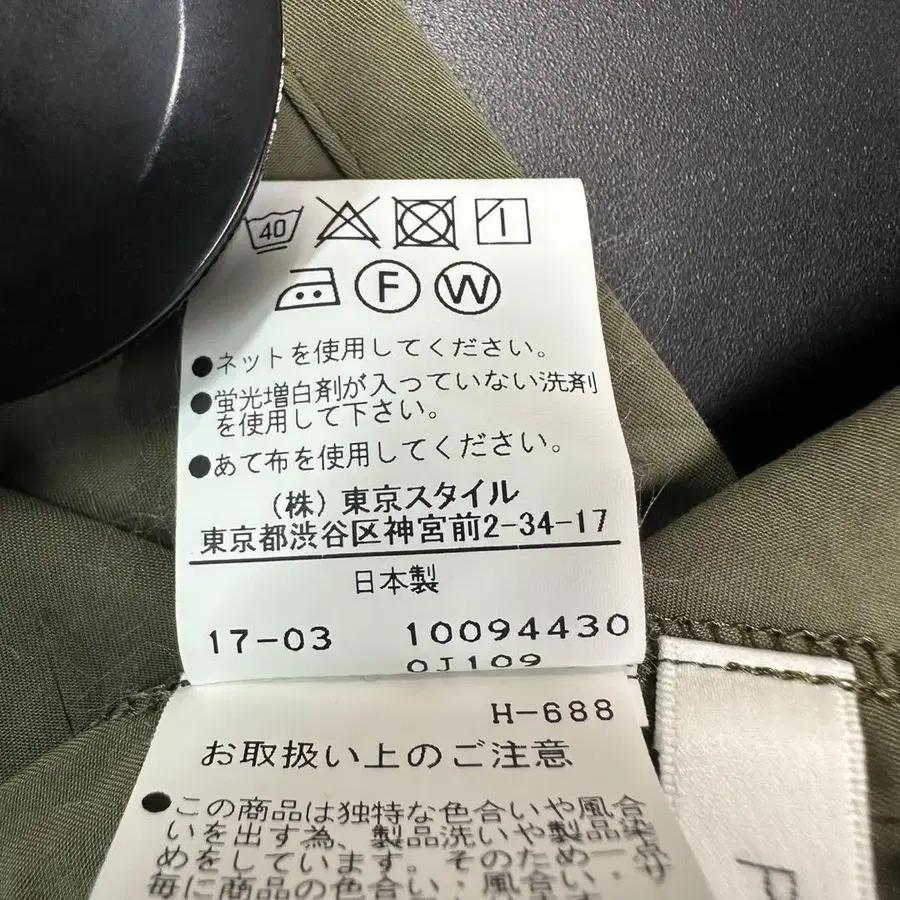 40
F W
●ネットを使用してください。
●蛍光増白剤が入っていない洗剤
を使用して下さい。
●あて布を使用してください。
(株) 東京スタイル
東京都渋谷区神宮前2-34-17
日本製
17-03 10094430
0J109
H-688
お取扱い上のご注意
●この商品は独特な色合いや風合
いを出す為、製品洗いや製品染
めをしています。そのため一点ずつ
毎に商品の色合い・風合い